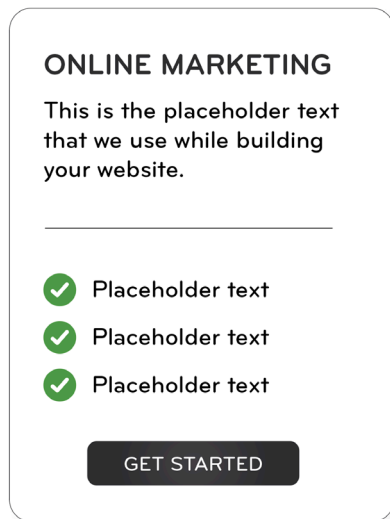 ONLINE MARKETING
This is the placeholder text
that we use while building
your website.
Placeholder text
Placeholder text
Placeholder text
GET STARTED